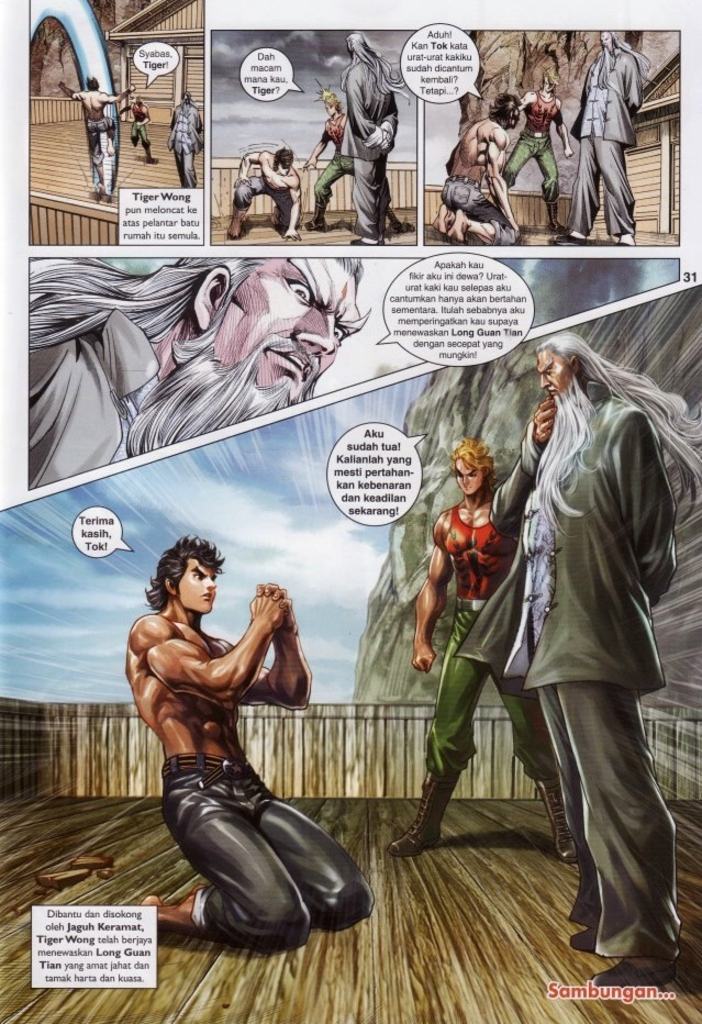 Syabas,
Tiger!
Tiger Wong
pun meloncat ke
atas pelantar batu
rumah itu semula.
Dah
macam
mana kau,
Tiger?
Aduh!
Kan Tok kata
urat-urat kakiku
sudah dicantum
kembali?
Tetapi...?
31
Apakah kau
fikir aku ini dewa? Urat-
urat kaki kau selepas aku
cantumkan hanya akan bertahan
sementara. Itulah sebabnya aku
memperingatkan kau supaya
menewaskan Long Guan Tian
dengan secepat yang
mungkin!
Terima
kasih,
Tok!
Aku
sudah tua!
Kalianlah yang
mesti pertahan-
kan kebenaran
dan keadilan
sekarang!
Dibantu dan disokong
oleh Jaguh Keramat,
Tiger Wong telah berjaya
menewaskan Long Guan
Tian yang amat jahat dan
tamak harta dan kuasa.
Sambungan...